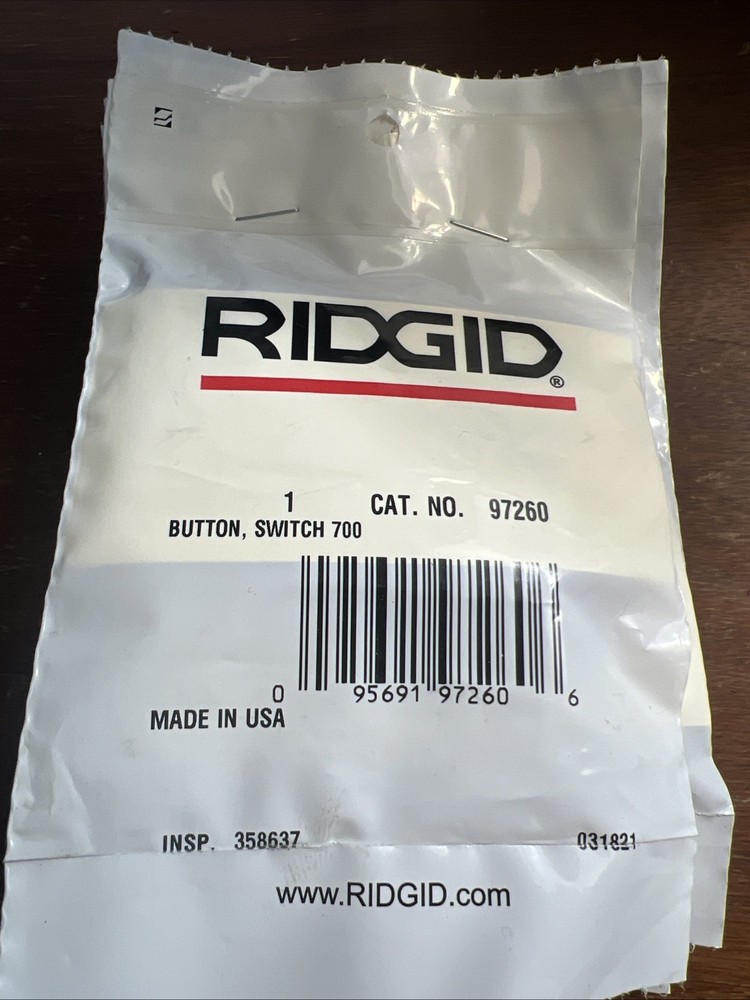 RIDGID®
1 CAT. NO. 97260
BUTTON, SWITCH 700
0 95691 97260 6
MADE IN USA
INSP. 358637 031821
www.RIDGID.com